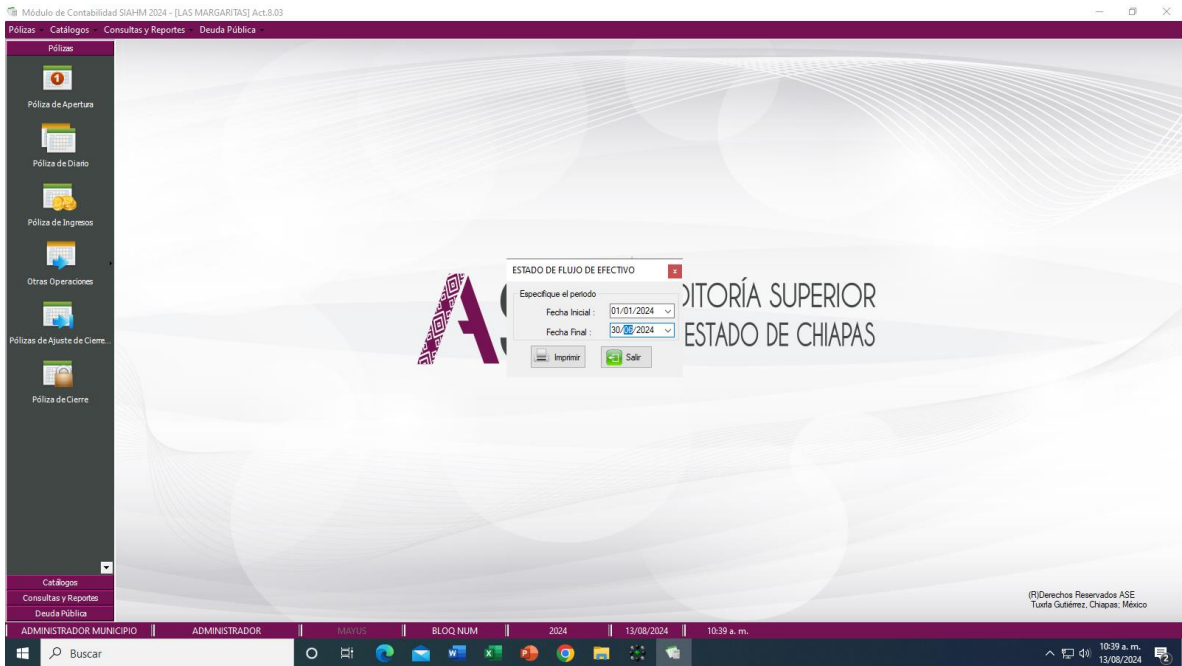 Módulo de Contabilidad SIAHM 2024 - [LAS MARGARITAS] Act.8.03
Pólizas Catálogos Consultas y Reportes Deuda Pública
Pólizas
1
Póliza de Apertura
Póliza de Diario
Póliza de Ingresos
Otras Operaciones
Pólizas de Ajuste de Cierre...
Póliza de Cierre
ESTADO DE FLUJO DE EFECTIVO x
Especifique el periodo
Fecha Inicial : 01/01/2024
Fecha Final : 30/06/2024
Imprimir Salir
DITORÍA SUPERIOR
ESTADO DE CHIAPAS
Catálogos
Consultas y Reportes
Deuda Pública
(R)Derechos Reservados ASE
Tuxtla Gutiérrez, Chiapas; México
ADMINISTRADOR MUNICIPIO ADMINISTRADOR MAYUS BLOQ NUM 2024 13/08/2024 10:39 a. m.
Buscar
10:39 a. m.
13/08/2024
2